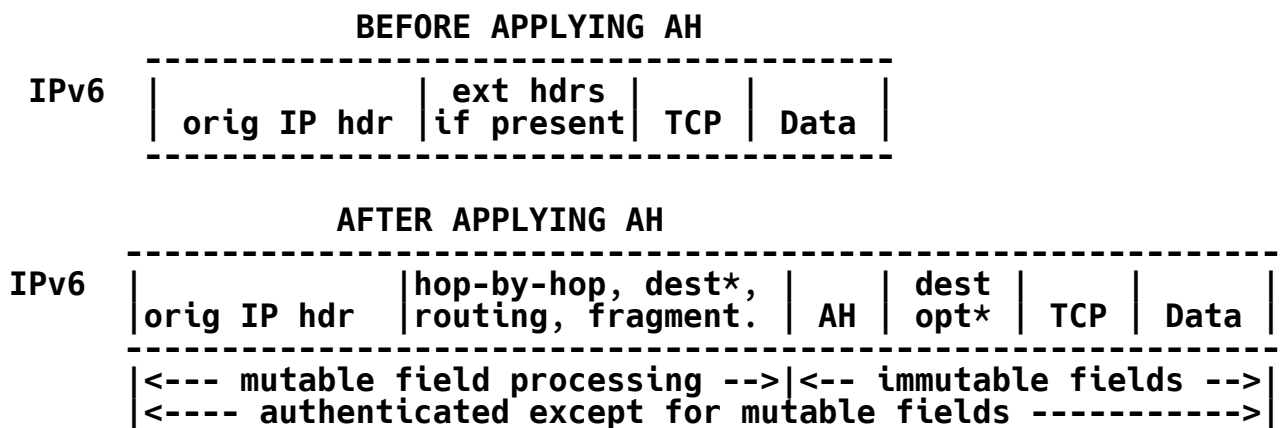 BEFORE APPLYING AH
-----------------------------------------
IPv6 | | ext hdrs | | |
| orig IP hdr |if present| TCP | Data |
-----------------------------------------
AFTER APPLYING AH
---------------------------------------------------------------
IPv6 | |hop-by-hop, dest*, | | dest | | |
|orig IP hdr |routing, fragment. | AH | opt* | TCP | Data |
---------------------------------------------------------------
|<--- mutable field processing -->|<-- immutable fields -->|
|<---- authenticated except for mutable fields ----------->|